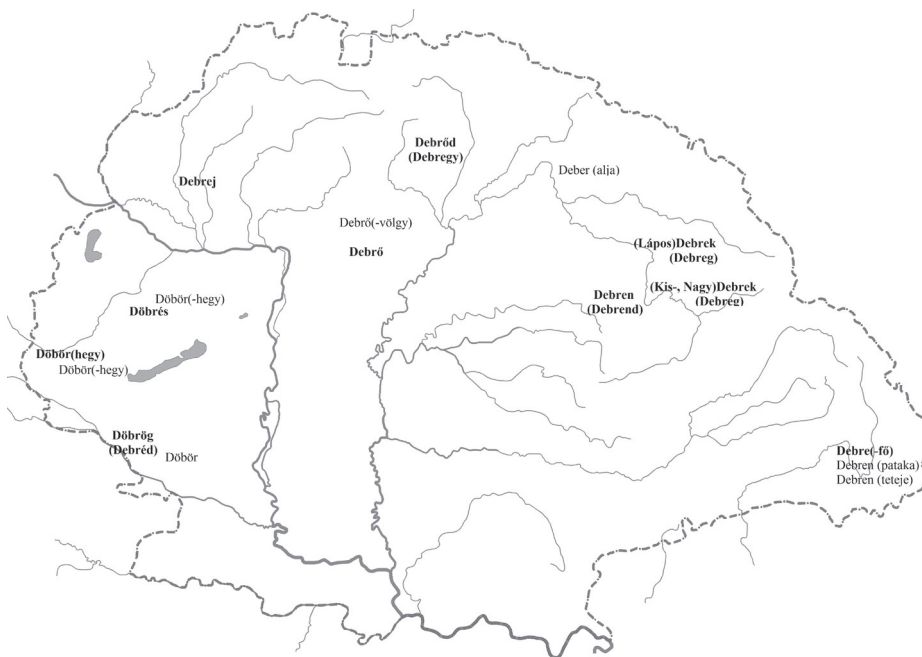 Debrőd
(Debregy)
Deber (alja)
Debrej
Debrő(-völgy)
Debrő
(Lápos)Debrek
(Debreg)
Debren
(Debrend)
(Kis-, Nagy)Debrek
(Debreg)
Döbör(-hegy)
Döbrés
Döbör(hegy)
Döbör(-hegy)
Döbrög
(Debréd)
Döbör
Debre(-fő)
Debren (pataka)
Debren (teteje)